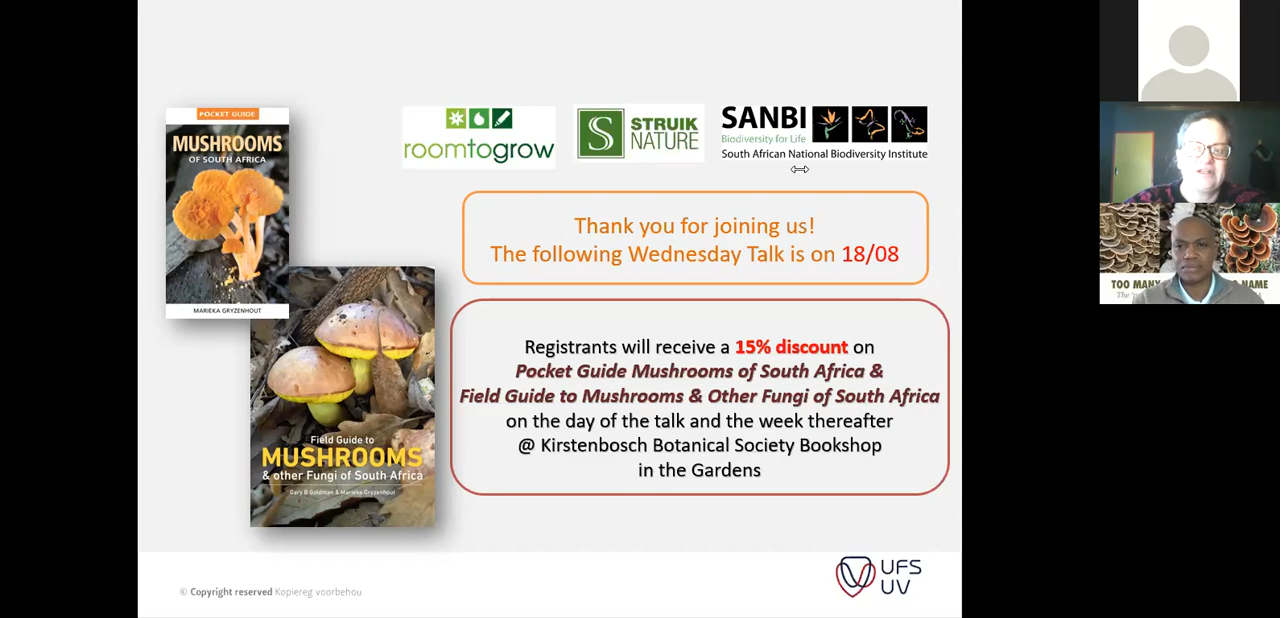 POCKET GUIDE
MUSHROOMS
OF SOUTH AFRICA
MARIEKA GRYZENHOUT
Field Guide to
MUSHROOMS
& other Fungi of South Africa
Gary B Goldman & Marieka Gryzenhout
roomtogrow
S
STRUIK
NATURE
SANBI
Biodiversity for Life
South African National Biodiversity Institute
Thank you for joining us!
The following Wednesday Talk is on 18/08
Registrants will receive a 15% discount on
Pocket Guide Mushrooms of South Africa &
Field Guide to Mushrooms & Other Fungi of South Africa
on the day of the talk and the week thereafter
@ Kirstenbosch Botanical Society Bookshop
in the Gardens
© Copyright reserved Kopiereg voorbehou
UFS
UV
TOO MANY
NAME